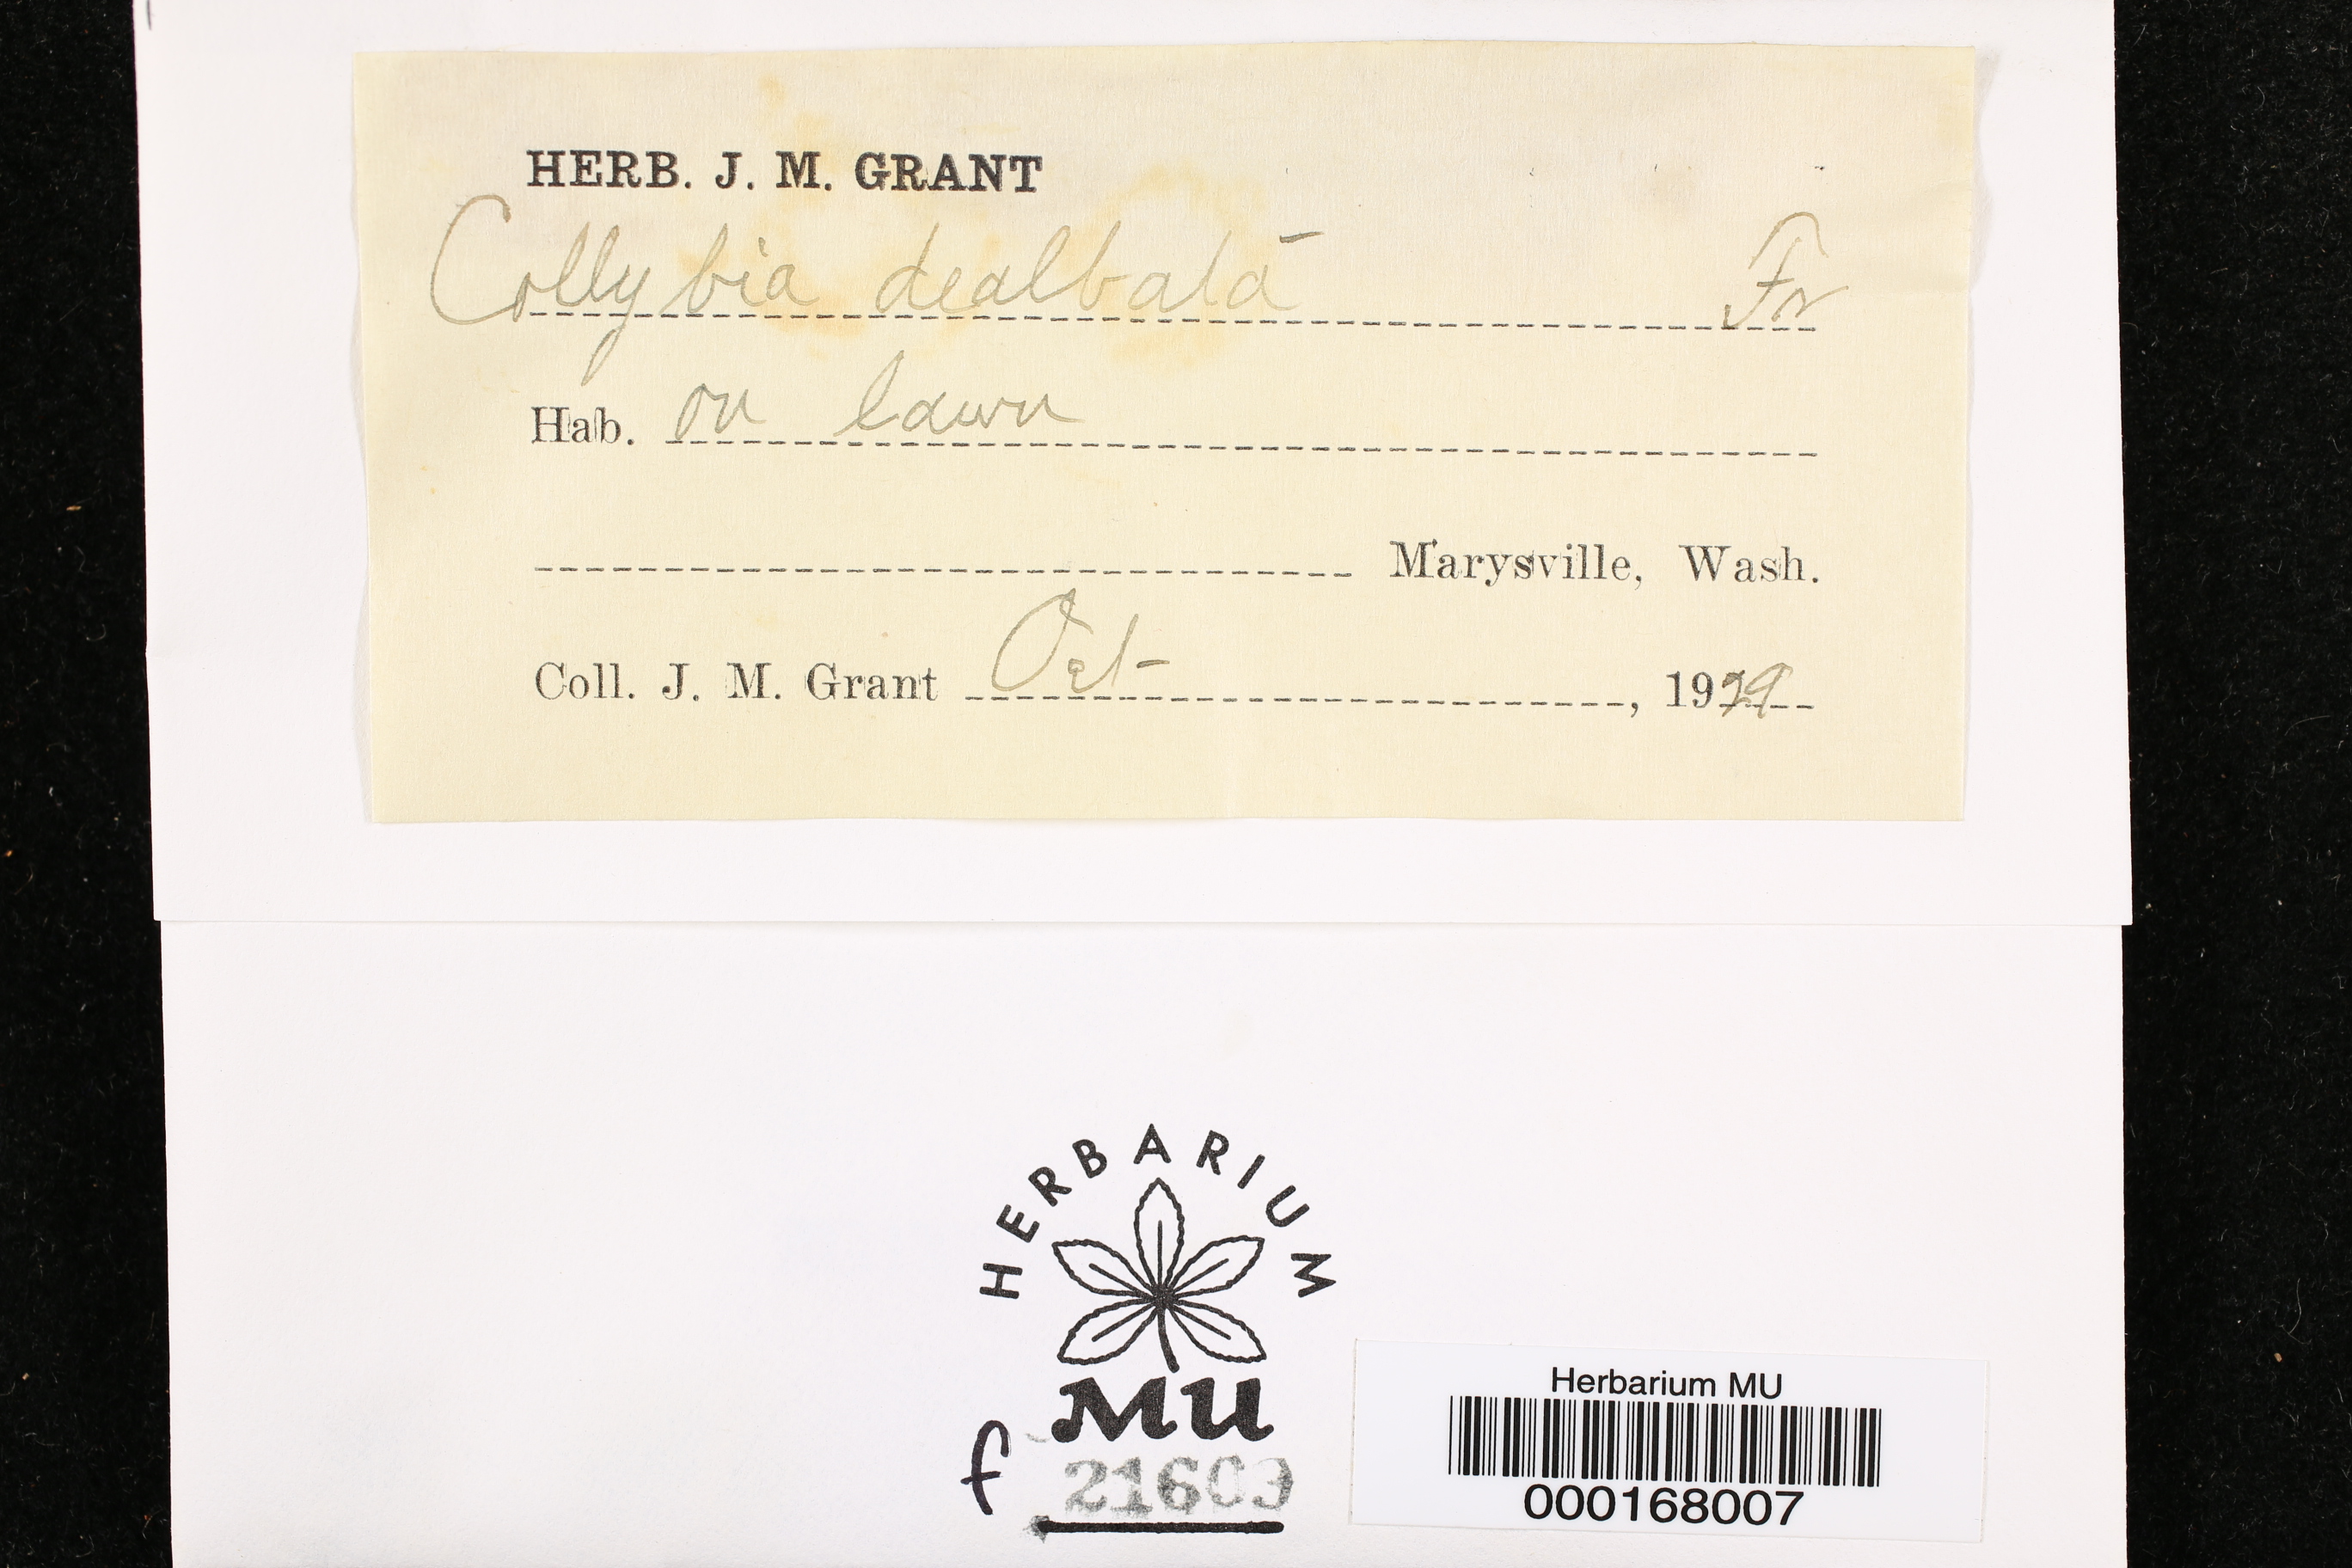 HERB. J. M. GRANT
Collybia dealbata Fr
Hab. on lawn
Marysville, Wash.
Coll. J. M. Grant Oct-, 1929
HERBARIUM
MU
f 21603
Herbarium MU
000168007